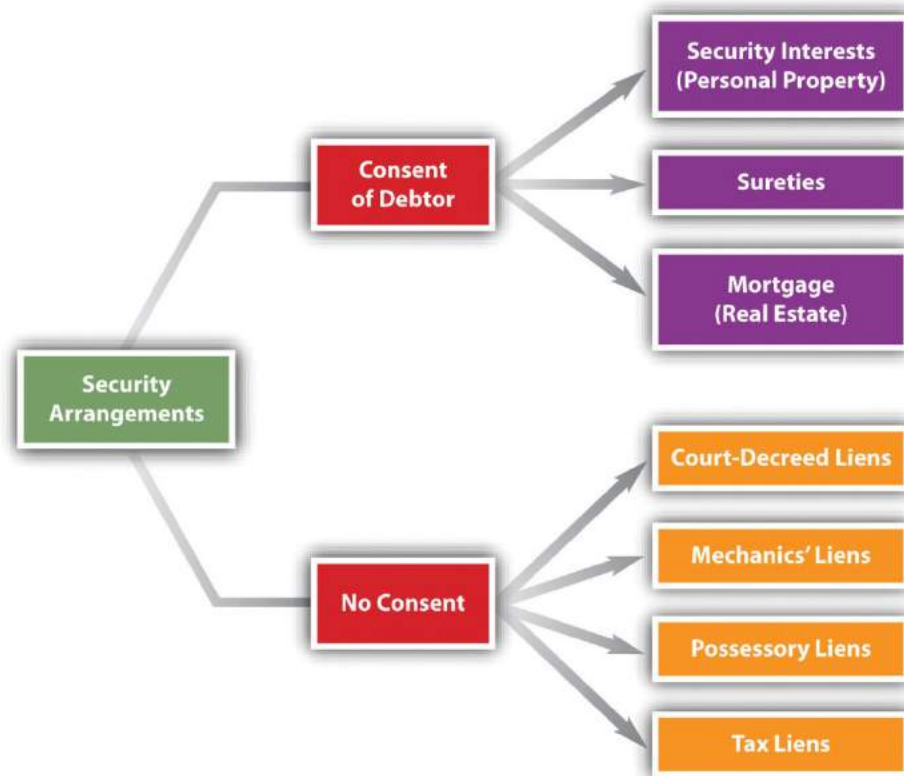 Security Interests
(Personal Property)
Consent
of Debtor
Sureties
Mortgage
(Real Estate)
Security
Arrangements
Court-Decreed Liens
Mechanics' Liens
No Consent
Possessory Liens
Tax Liens